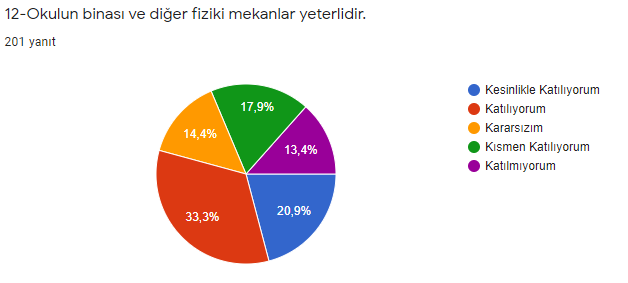 12-Okulun binası ve diğer fiziki mekanlar yeterlidir.
201 yanıt
Kesinlikle Katılıyorum
Katılıyorum
Kararsızım
Kısmen Katılıyorum
Katılmıyorum
17,9%
14,4%
13,4%
33,3%
20,9%